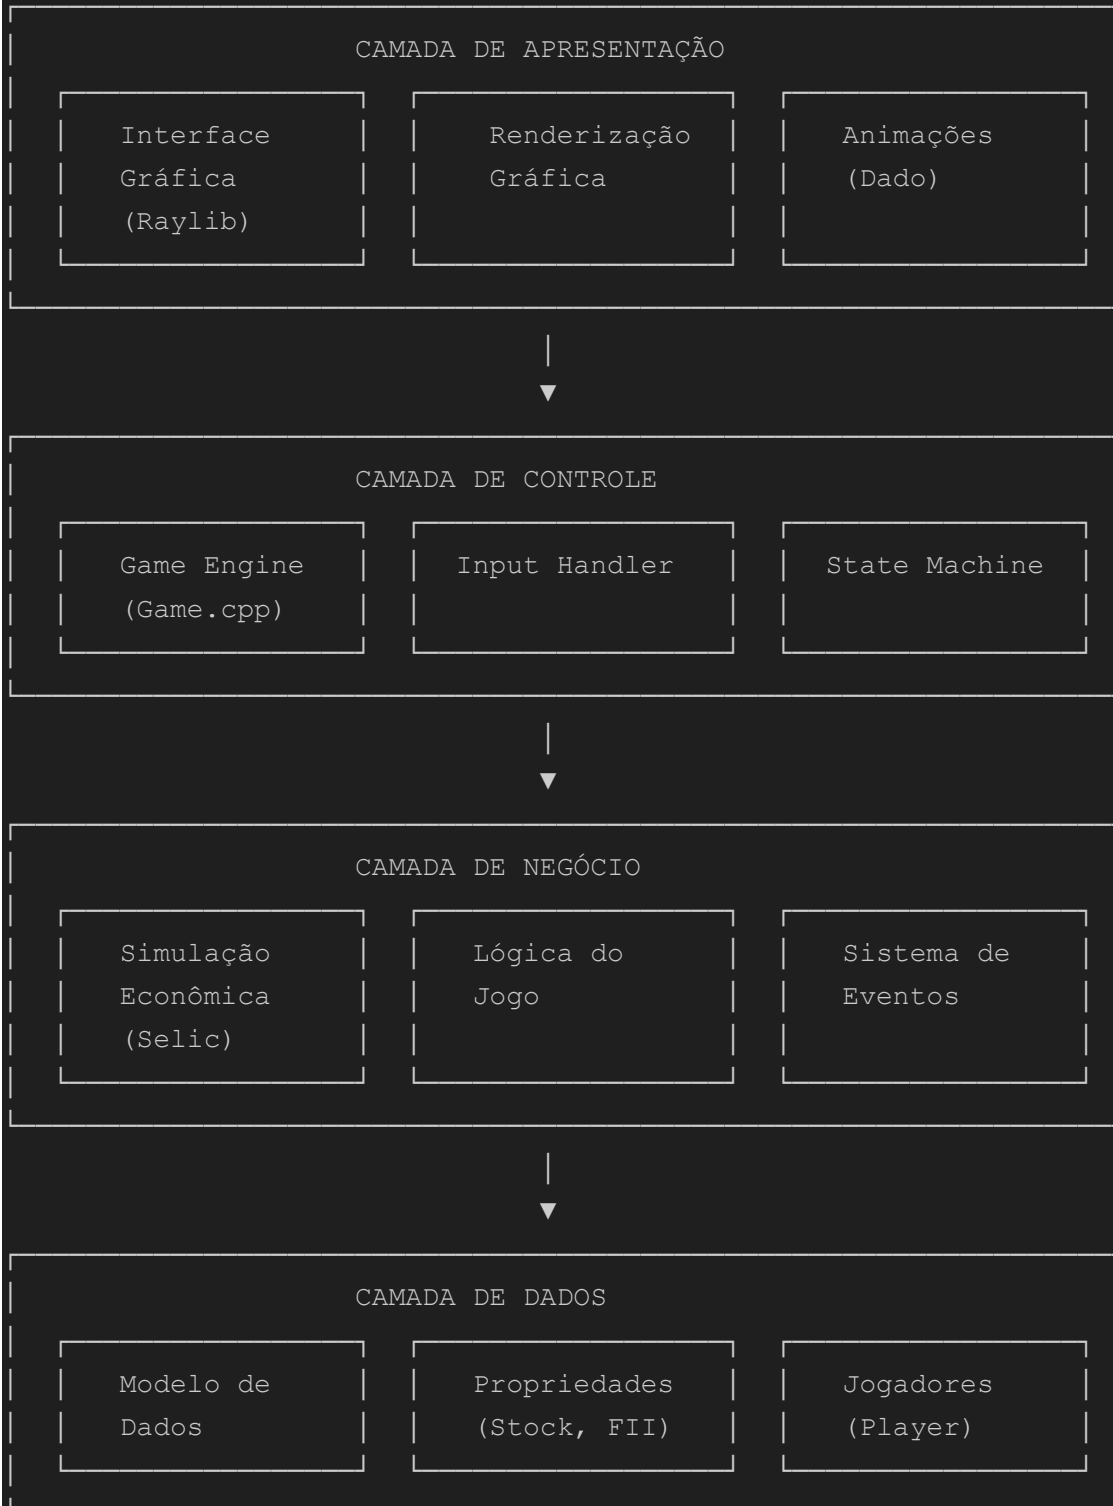 CAMADA DE APRESENTAÇÃO
Interface
Gráfica
(Raylib)
Renderização
Gráfica
Animações
(Dado)
CAMADA DE CONTROLE
Game Engine
(Game.cpp)
Input Handler
State Machine
CAMADA DE NEGÓCIO
Simulação
Econômica
(Selic)
Lógica do
Jogo
Sistema de
Eventos
CAMADA DE DADOS
Modelo de
Dados
Propriedades
(Stock, FII)
Jogadores
(Player)